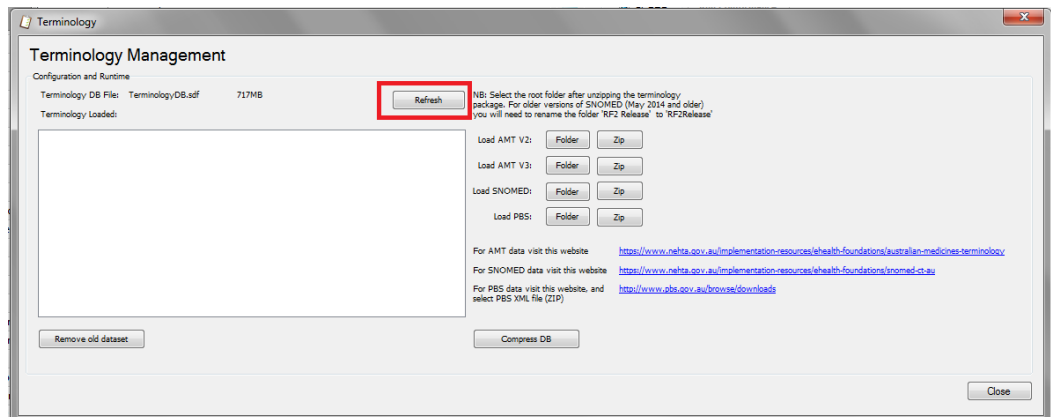 Terminology
Terminology Management
Configuration and Runtime
Terminology DB File: TerminologyDB.sdf 717MB
Refresh
Terminology Loaded:
NB: Select the root folder after unzipping the terminology
package. For older versions of SNOMED (May 2014 and older)
you will need to rename the folder 'RF2 Release' to 'RF2Release'
Load AMT V2: Folder Zip
Load AMT V3: Folder Zip
Load SNOMED: Folder Zip
Load PBS: Folder Zip
For AMT data visit this website https://www.nehta.gov.au/implementation-resources/ehealth-foundations/australian-medicines-terminology
For SNOMED data visit this website https://www.nehta.gov.au/implementation-resources/ehealth-foundations/snomed-ct-au
For PBS data visit this website, and http://www.pbs.gov.au/browse/downloads
select PBS XML file (ZIP)
Remove old dataset
Compress DB
Close